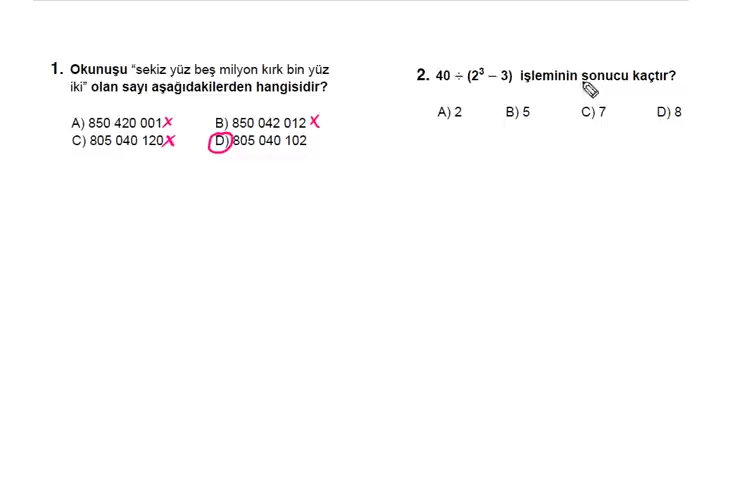 1. Okunuşu “sekiz yüz beş milyon kırk bin yüz
iki” olan sayı aşağıdakilerden hangisidir?
A) 850 420 001 x B) 850 042 012 x
C) 805 040 120 x D) 805 040 102
2. 40 ÷ (2³ – 3) işleminin sonucu kaçtır?
A) 2 B) 5 C) 7 D) 8